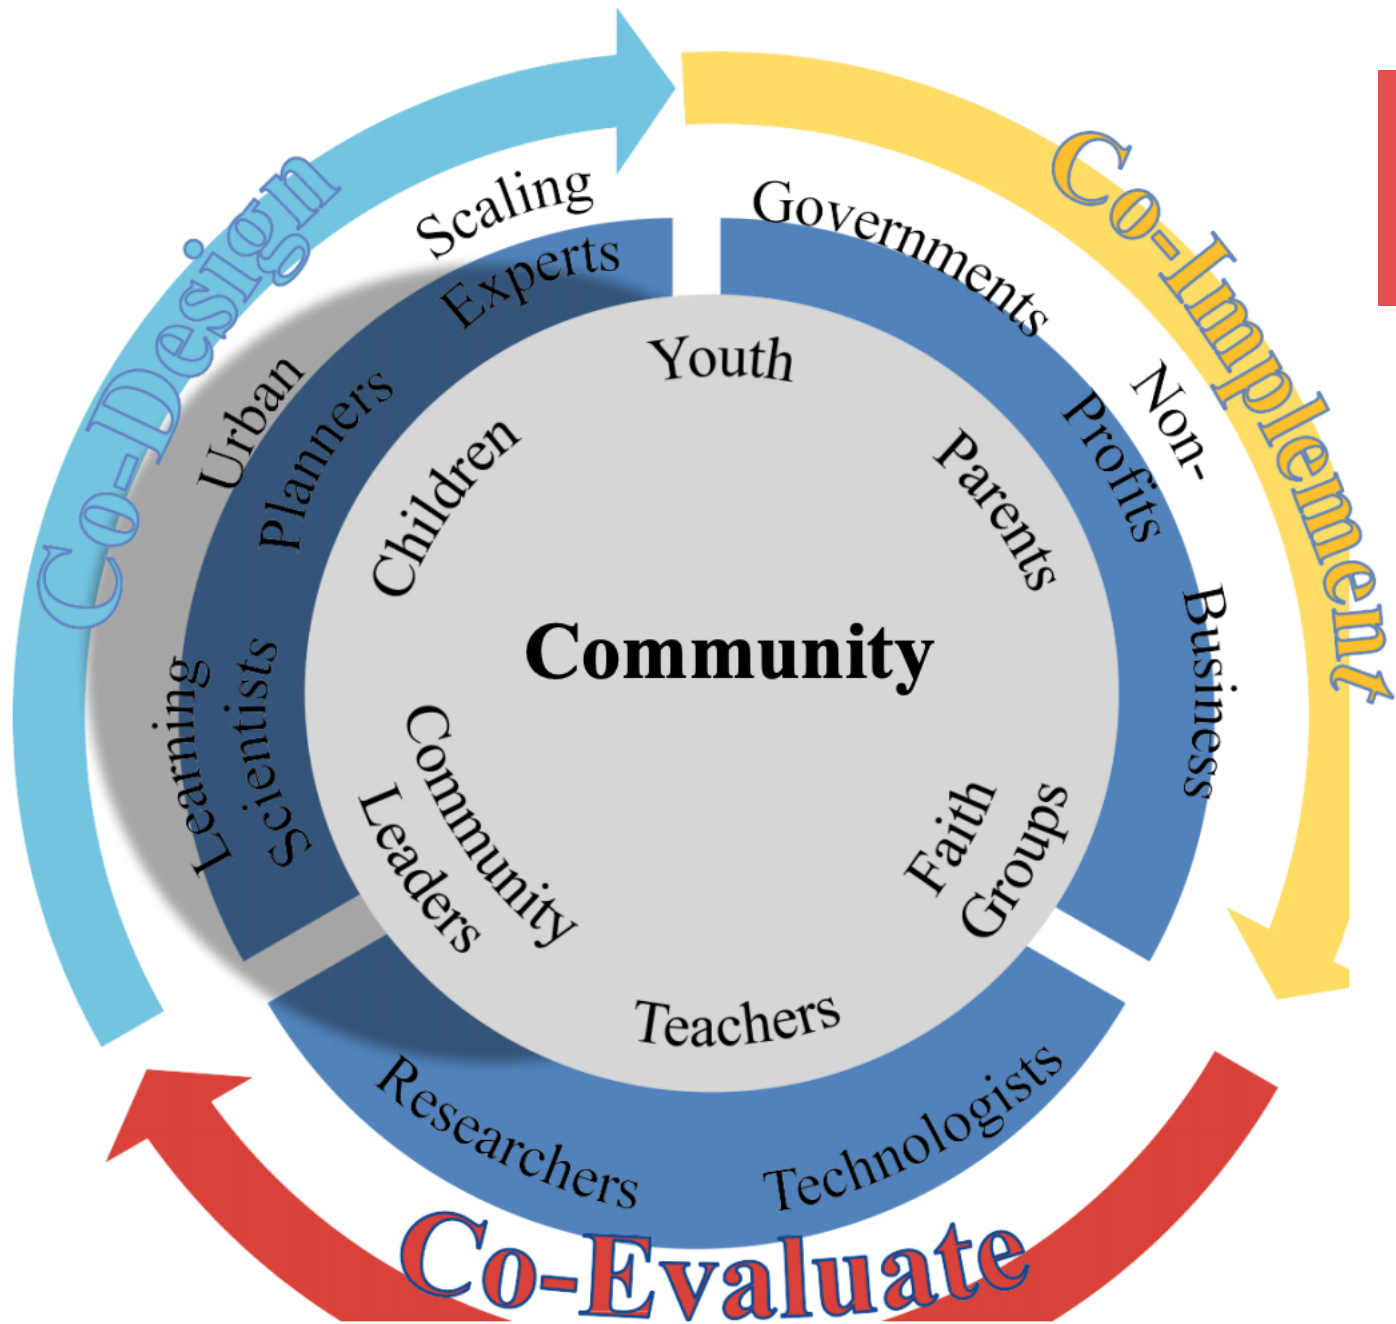 Co-Design
Co-Implement
Co-Evaluate
Scaling
Experts
Urban
Planners
Learning
Scientists
Governments
Non-
Profits
Business
Researchers
Technologists
Youth
Children
Parents
Community
Community
Leaders
Faith
Groups
Teachers